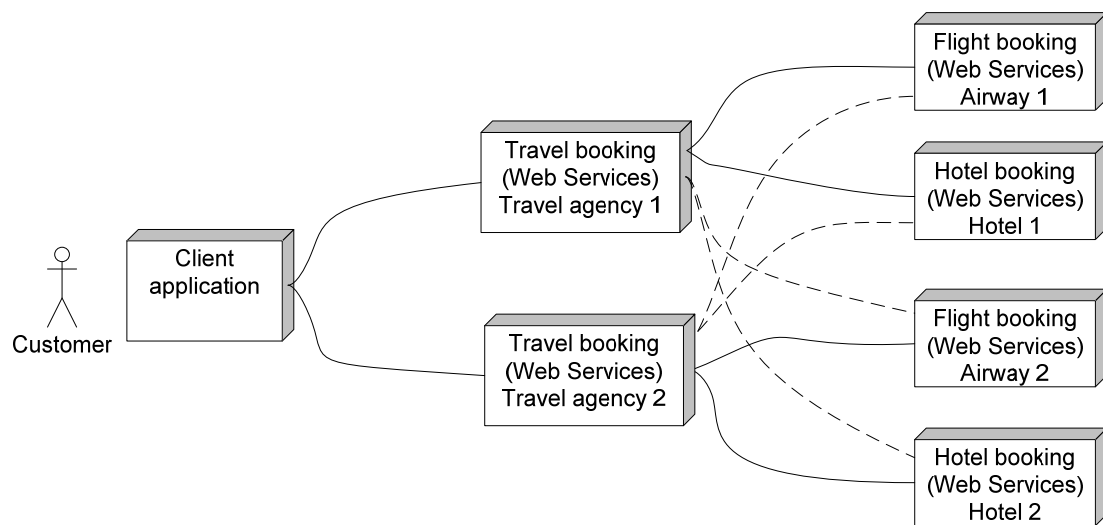 Customer
Client
application
Travel booking
(Web Services)
Travel agency 1
Travel booking
(Web Services)
Travel agency 2
Flight booking
(Web Services)
Airway 1
Hotel booking
(Web Services)
Hotel 1
Flight booking
(Web Services)
Airway 2
Hotel booking
(Web Services)
Hotel 2